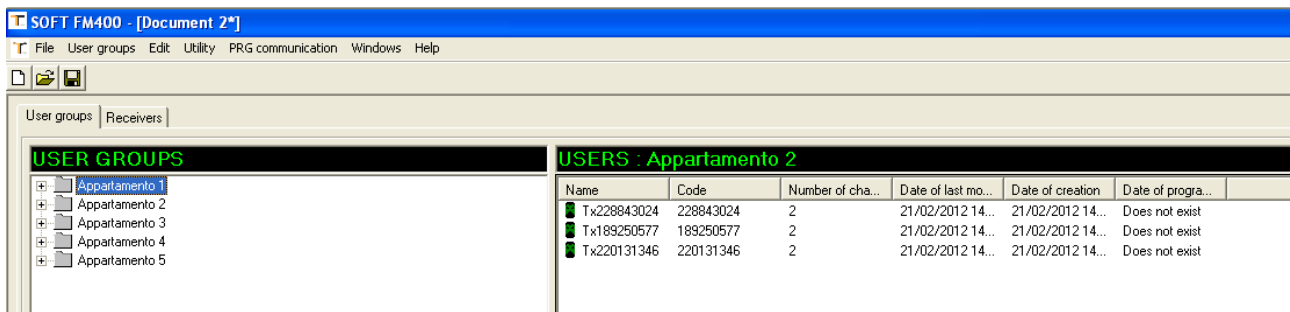 SOFT FM400 - [Document 2*]
File User groups Edit Utility PRG communication Windows Help
User groups Receivers
USER GROUPS
Appartamento 1
Appartamento 2
Appartamento 3
Appartamento 4
Appartamento 5
USERS : Appartamento 2
Name Code Number of cha... Date of last mo... Date of creation Date of progra...
Tx228843024 228843024 2 21/02/2012 14... 21/02/2012 14... Does not exist
Tx189250577 189250577 2 21/02/2012 14... 21/02/2012 14... Does not exist
Tx220131346 220131346 2 21/02/2012 14... 21/02/2012 14... Does not exist